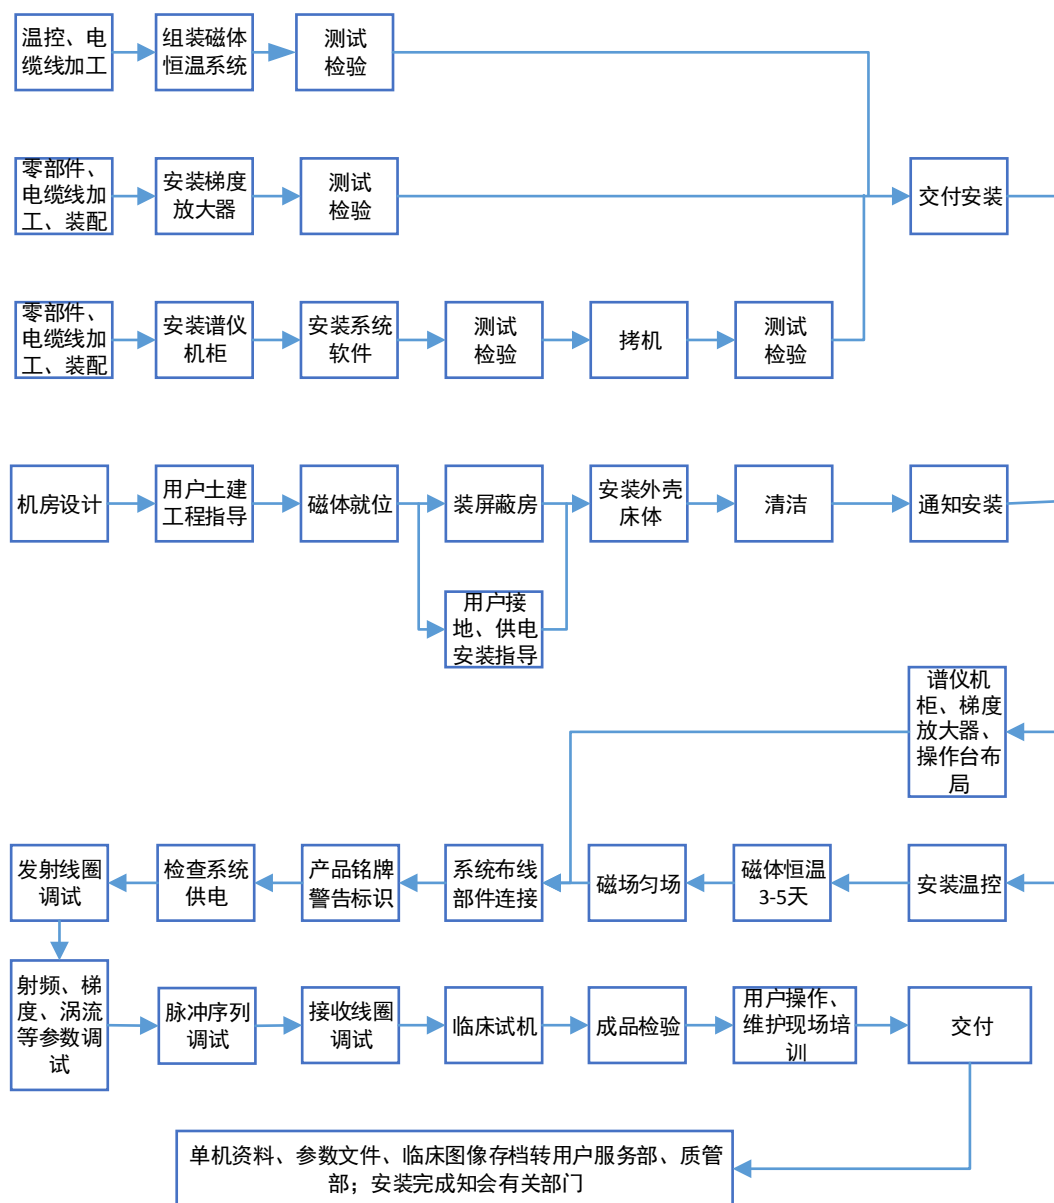 温控、电
缆线加工
组装磁体
恒温系统
测试
检验
零部件、
电缆线加
工、装配
安装梯度
放大器
测试
检验
交付安装
零部件、
电缆线加
工、装配
安装谱仪
机柜
安装系统
软件
测试
检验
拷机
测试
检验
机房设计
用户土建
工程指导
磁体就位
装屏蔽房
安装外壳
床体
清洁
通知安装
用户接
地、供电
安装指导
谱仪机
柜、梯度
放大器、
操作台布
局
发射线圈
调试
检查系统
供电
产品铭牌
警告标识
系统布线
部件连接
磁场匀场
磁体恒温
3-5天
安装温控
射频、梯
度、涡流
等参数调
试
脉冲序列
调试
接收线圈
调试
临床试机
成品检验
用户操作、
维护现场培
训
交付
单机资料、参数文件、临床图像存档转用户服务部、质管
部；安装完成知会有关部门